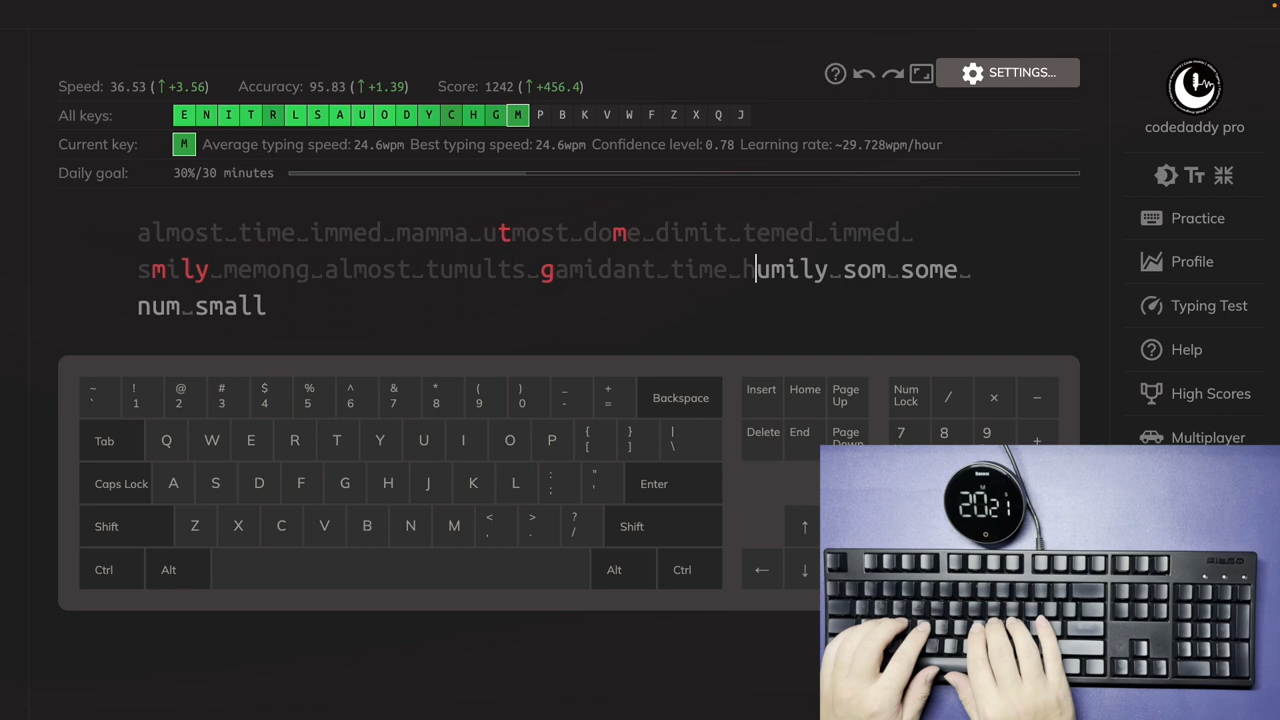 Speed: 36.53 (↑+3.56) Accuracy: 95.83 (↑+1.39) Score: 1242 (↑+456.4)
SETTINGS...
All keys: E N I T R L S A U O D Y C H G M P B K V W F Z X Q J
Current key: M Average typing speed: 24.6wpm Best typing speed: 24.6wpm Confidence level: 0.78 Learning rate: ~29.728wpm/hour
Daily goal: 30%/30 minutes
almost␣time␣immed␣mamma␣utmost␣dome␣dimit␣temed␣immed␣
smily␣memong␣almost␣tumults␣gamidant␣time␣humily␣som␣some␣
num␣small
~ ! @ # $ % ^ & * ( ) _ +
` 1 2 3 4 5 6 7 8 9 0 - = Backspace
Tab Q W E R T Y U I O P { [ } ] | \
Caps Lock A S D F G H J K L : ; " ' Enter
Shift Z X C V B N M < , > . ? / Shift
Ctrl Alt Alt Ctrl
Insert Home Page Up
Delete End Page Down
↑
← ↓
Num Lock / × −
7 8 9 +
codedaddy pro
Practice
Profile
Typing Test
Help
High Scores
Multiplayer
20:21